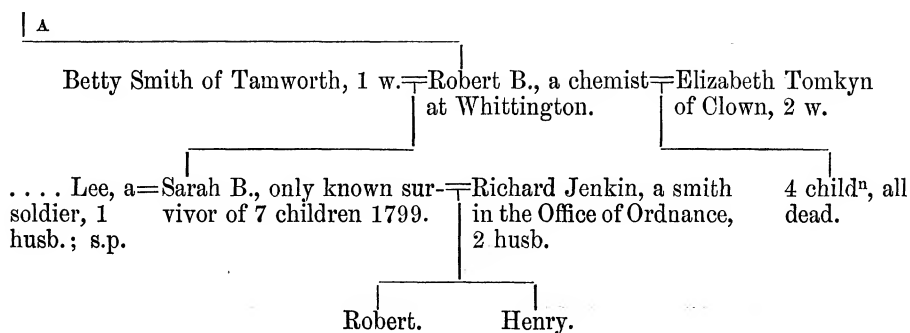 A
Betty Smith of Tamworth, 1 w.=Robert B., a chemist=Elizabeth Tomkyn
at Whittington. of Clown, 2 w.
.... Lee, a=Sarah B., only known sur-=Richard Jenkin, a smith 4 childⁿ, all
soldier, 1 vivor of 7 children 1799. in the Office of Ordnance, dead.
husb.; s.p. 2 husb.
Robert. Henry.